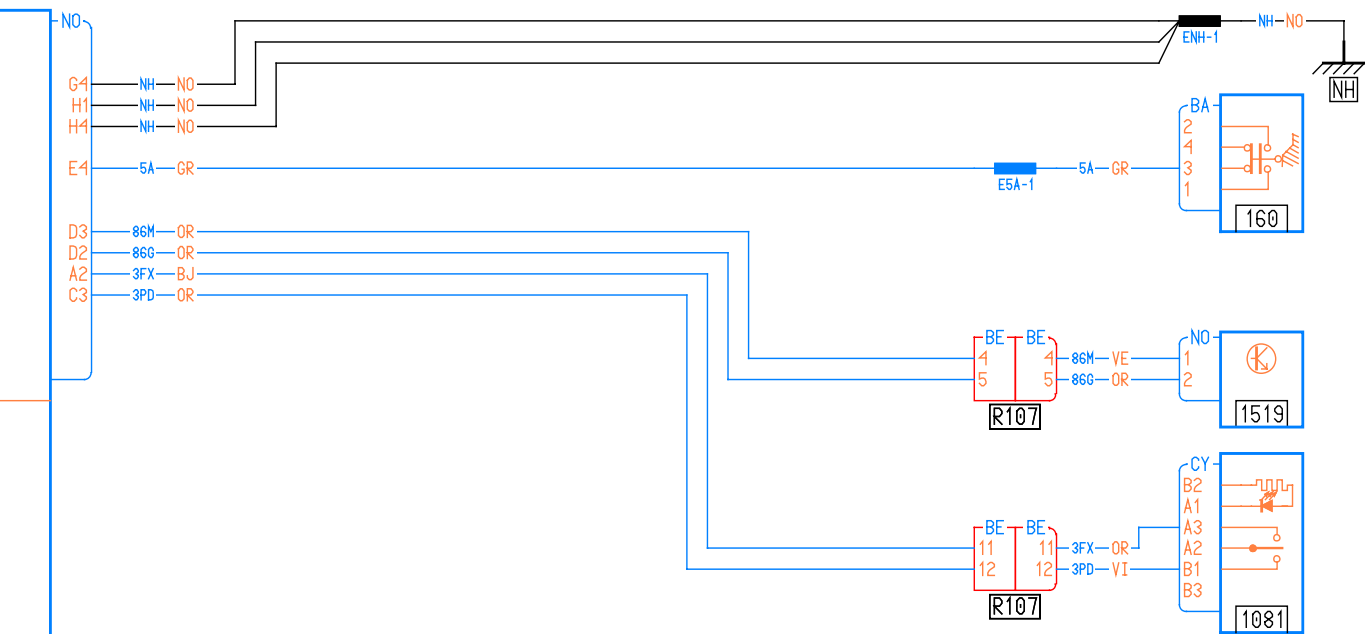 NO
NH NO
ENH-1
G4 NH NO
NH
H1 NH NO
BA
H4 NH NO
2
4
E4 5A GR
5A GR 3
E5A-1
1
160
D3 86M OR
D2 86G OR
A2 3FX BJ
C3 3PD OR
BE BE
NO
4 4 86M VE 1
5 5 86G OR 2
R107
1519
CY
B2
A1
BE BE
A3
11 11 3FX OR A2
12 12 3PD VI B1
B3
R107
1081